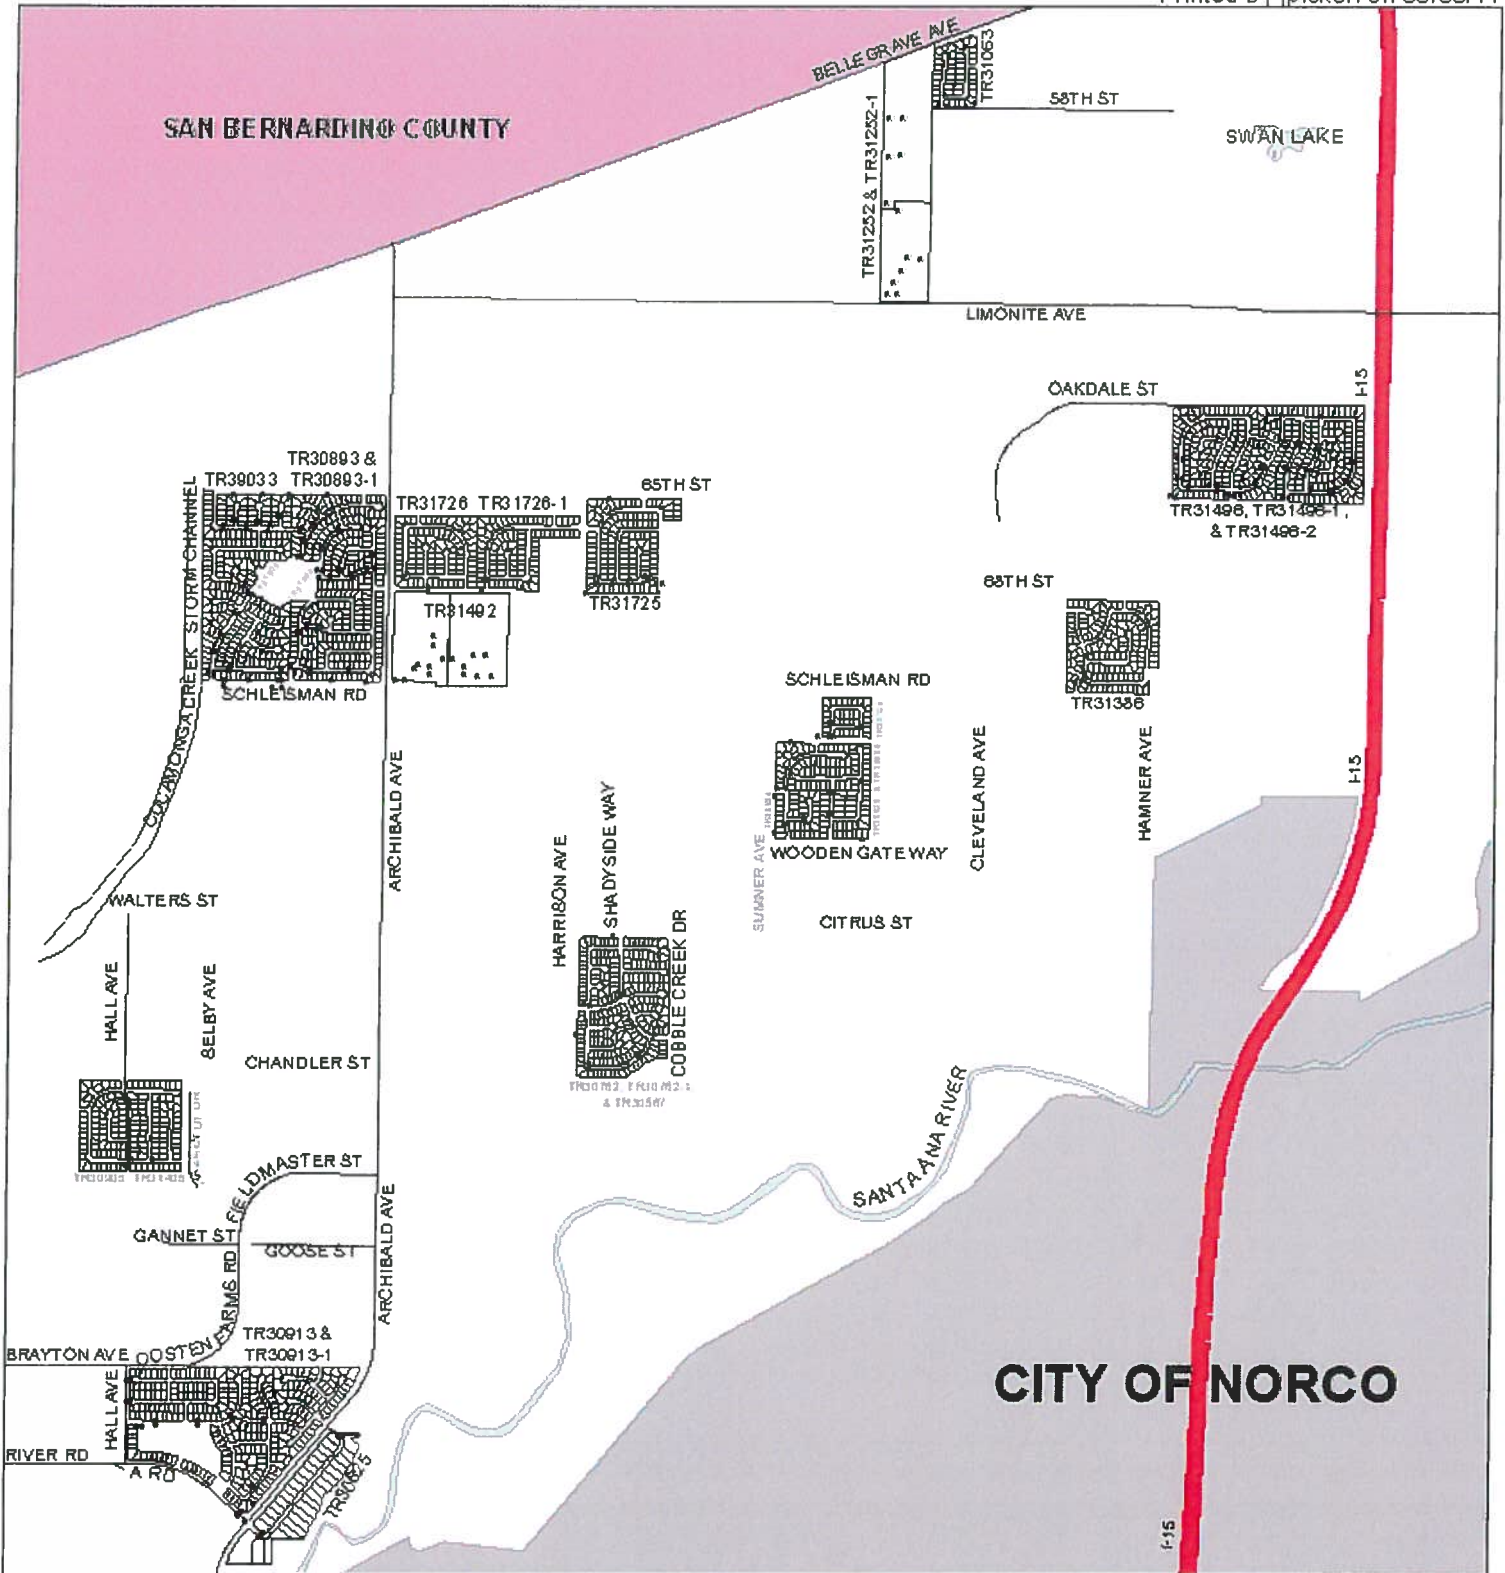 BELLEGRAVE AVE
TR31063
58TH ST
SAN BERNARDINO COUNTY
TR31252 & TR31252-1
SWAN LAKE
LIMONITE AVE
I-15
OAKDALE ST
TR30893 &
TR39033 TR30893-1
TR31726 TR31726-1
65TH ST
TR31496, TR31496-1,
& TR31496-2
CUCAMONGA CREEK STORM CHANNEL
68TH ST
TR31492
TR31725
SCHLEISMAN RD
SCHLEISMAN RD
TR31386
ARCHIBALD AVE
HARRISON AVE
SHADYSIDE WAY
SUMNER AVE
CLEVELAND AVE
HAMNER AVE
I-15
WOODEN GATE WAY
WALTERS ST
CITRUS ST
HALL AVE
SELBY AVE
COBBLE CREEK DR
CHANDLER ST
SANTA ANA RIVER
FIELDMASTER ST
ARCHIBALD AVE
GANNET ST
GOOSE ST
OOSTEN FARMS RD
TR30913 &
TR30913-1
BRAYTON AVE
CITY OF NORCO
HALL AVE
RIVER RD
A RD
I-15